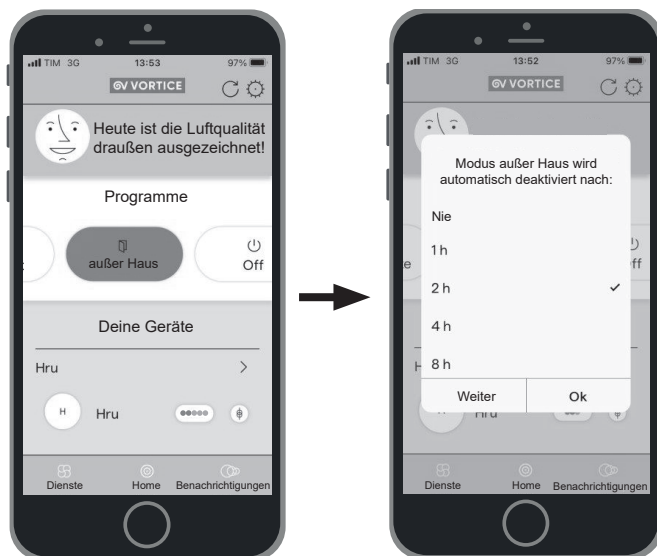 TIM 3G 13:53 97%
VORTICE
Heute ist die Luftqualität
draußen ausgezeichnet!
Programme
außer Haus
Off
Deine Geräte
Hru
H Hru
Dienste Home Benachrichtigungen
TIM 3G 13:52 97%
VORTICE
Modus außer Haus wird
automatisch deaktiviert nach:
Nie
1 h
2 h
4 h
8 h
Weiter Ok
Dienste Home Benachrichtigungen